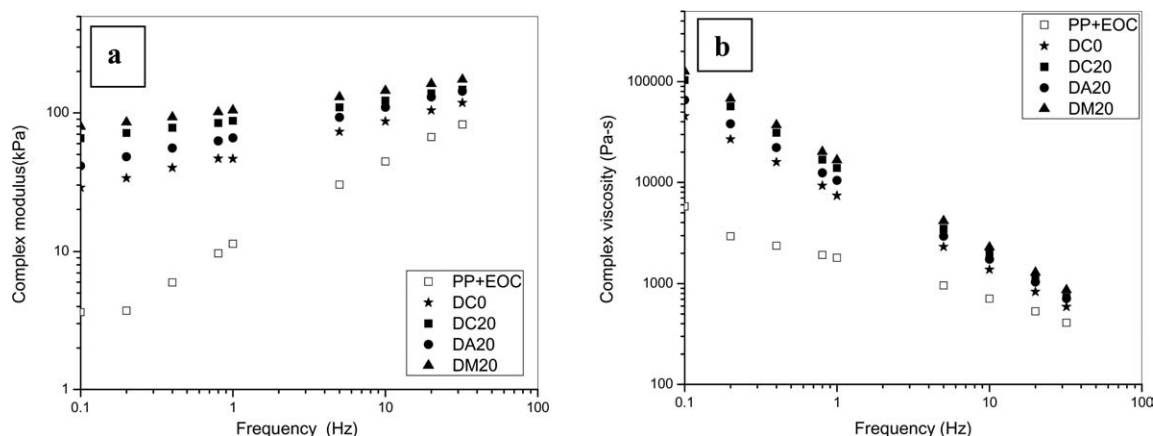 a
Complex modulus(kPa)
100
10
1
0.1
1
10
100
Frequency (Hz)
PP+EOC
DC0
DC20
DA20
DM20
b
Complex viscosity (Pa-s)
100000
10000
1000
100
0.1
1
10
100
Frequency (Hz)
PP+EOC
DC0
DC20
DA20
DM20